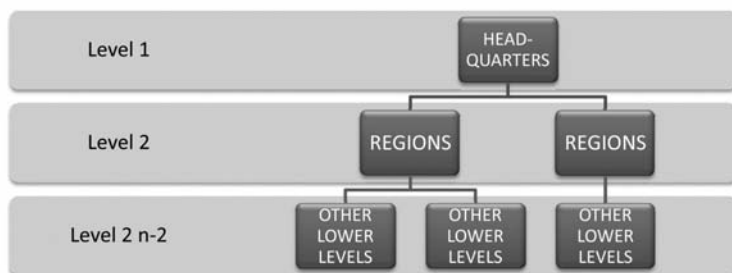 Level 1
HEAD-
QUARTERS
Level 2
REGIONS
REGIONS
Level 2 n-2
OTHER
LOWER
LEVELS
OTHER
LOWER
LEVELS
OTHER
LOWER
LEVELS